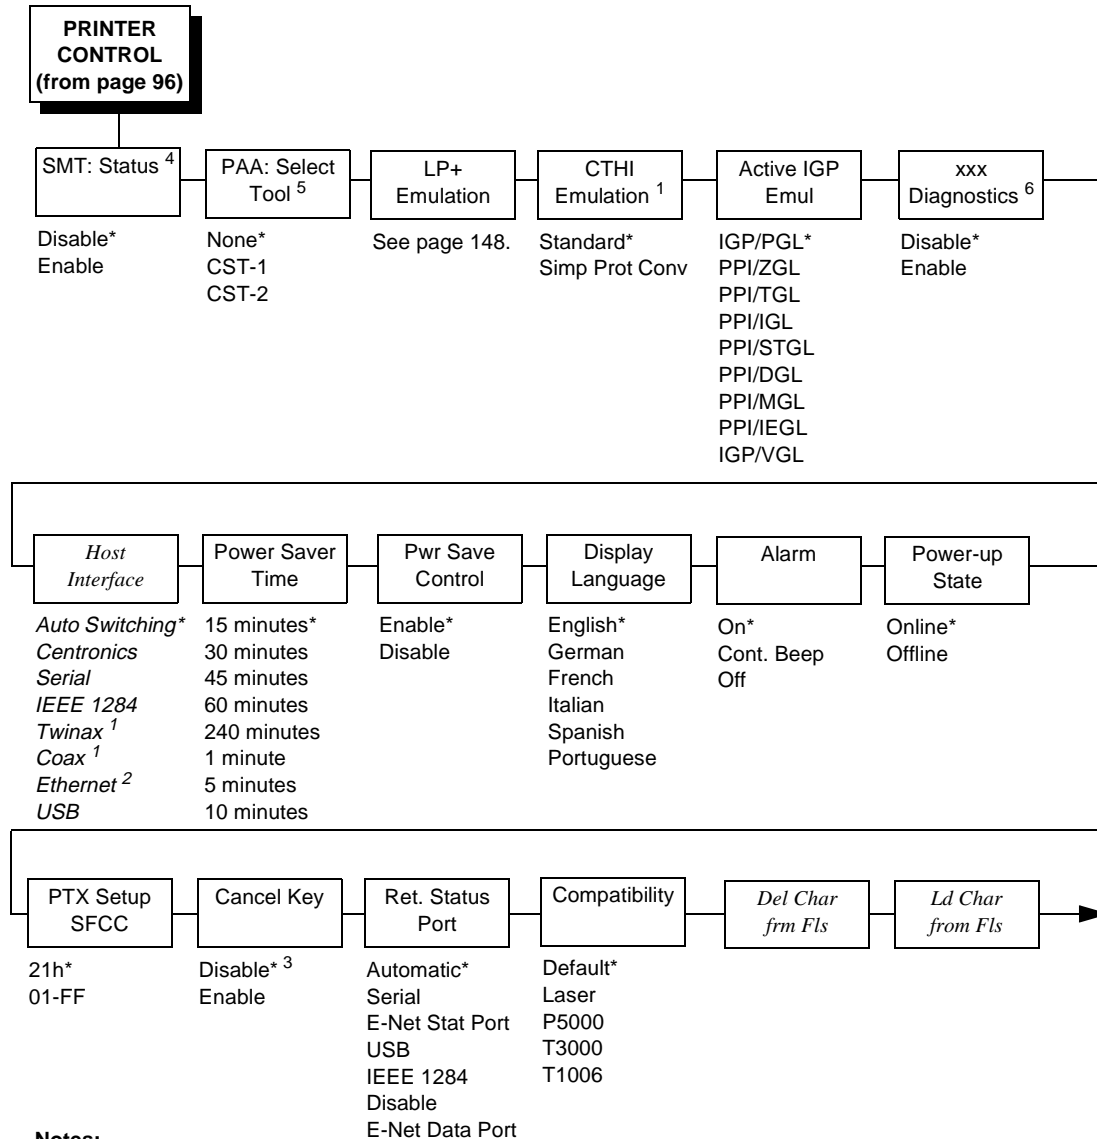 PRINTER
CONTROL
(from page 96)
SMT: Status 4
Disable*
Enable
PAA: Select
Tool 5
None*
CST-1
CST-2
LP+
Emulation
See page 148.
CTHI
Emulation 1
Standard*
Simp Prot Conv
Active IGP
Emul
IGP/PGL*
PPI/ZGL
PPI/TGL
PPI/IGL
PPI/STGL
PPI/DGL
PPI/MGL
PPI/IEGL
IGP/VGL
xxx
Diagnostics 6
Disable*
Enable
Host
Interface
Auto Switching*
Centronics
Serial
IEEE 1284
Twinax 1
Coax 1
Ethernet 2
USB
Power Saver
Time
15 minutes*
30 minutes
45 minutes
60 minutes
240 minutes
1 minute
5 minutes
10 minutes
Pwr Save
Control
Enable*
Disable
Display
Language
English*
German
French
Italian
Spanish
Portuguese
Alarm
On*
Cont. Beep
Off
Power-up
State
Online*
Offline
PTX Setup
SFCC
21h*
01-FF
Cancel Key
Disable* 3
Enable
Ret. Status
Port
Automatic*
Serial
E-Net Stat Port
USB
IEEE 1284
Disable
E-Net Data Port
Compatibility
Default*
Laser
P5000
T3000
T1006
Del Char
frm Fls
Ld Char
from Fls
Notes: